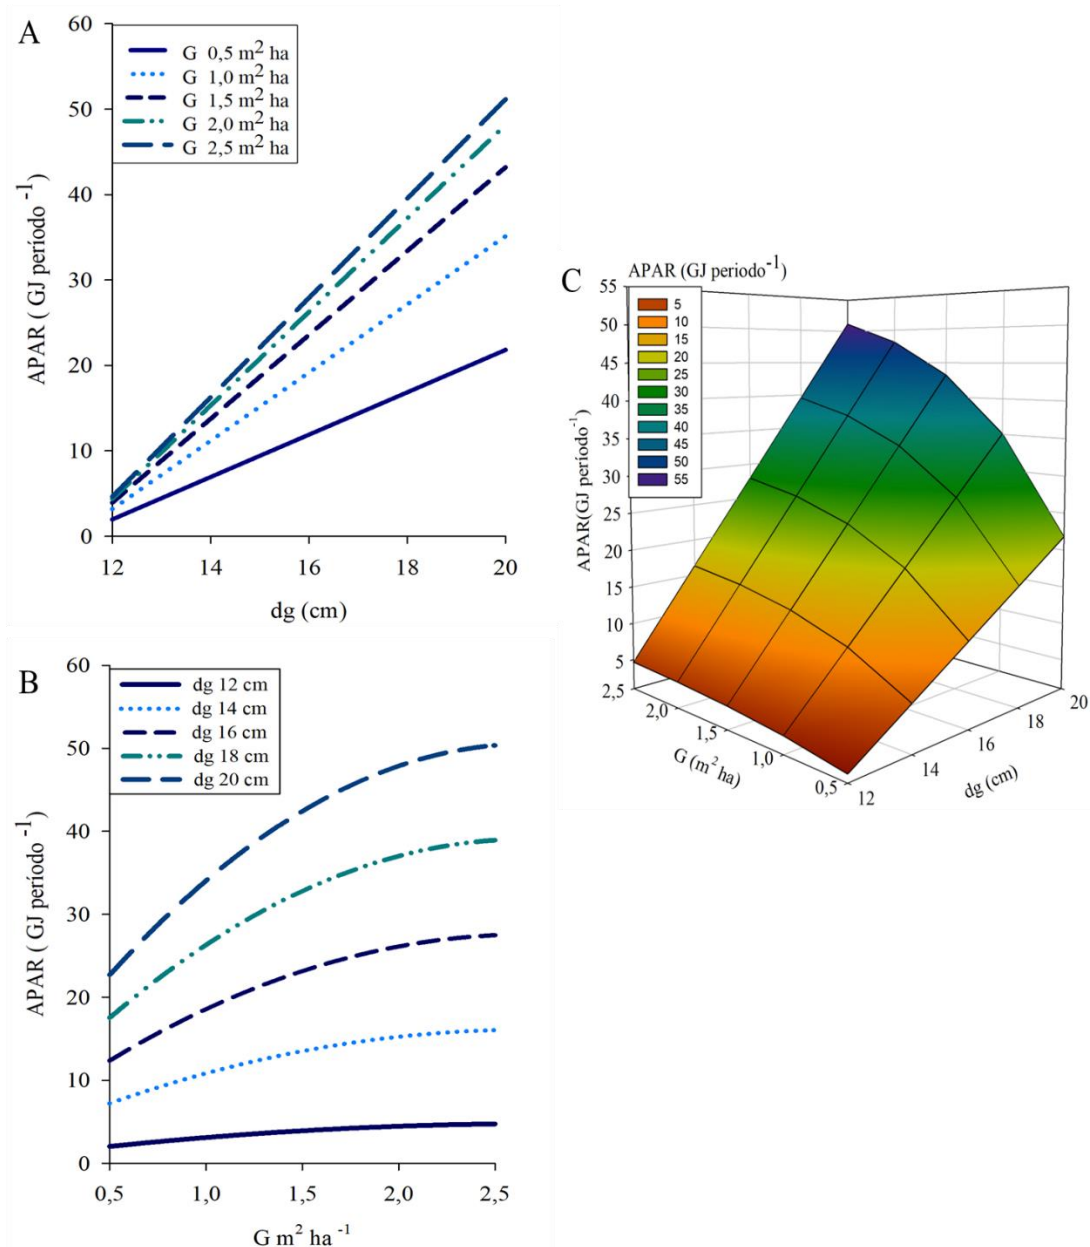 A
60
50
40
30
20
10
0
APAR ( GJ período -1 )
G 0,5 m2 ha
G 1,0 m2 ha
G 1,5 m2 ha
G 2,0 m2 ha
G 2,5 m2 ha
12 14 16 18 20
dg (cm)
B
60
50
40
30
20
10
0
APAR ( GJ período -1 )
dg 12 cm
dg 14 cm
dg 16 cm
dg 18 cm
dg 20 cm
0,5 1,0 1,5 2,0 2,5
G m2 ha -1
C
APAR (GJ periodo-1)
5
10
15
20
25
30
35
40
45
50
55
55
50
45
40
35
30
25
20
15
10
5
APAR(GJ periodo-1)
2,5 2,0 1,5 1,0 0,5
G (m2 ha)
12 14 16 18 20
dg (cm)